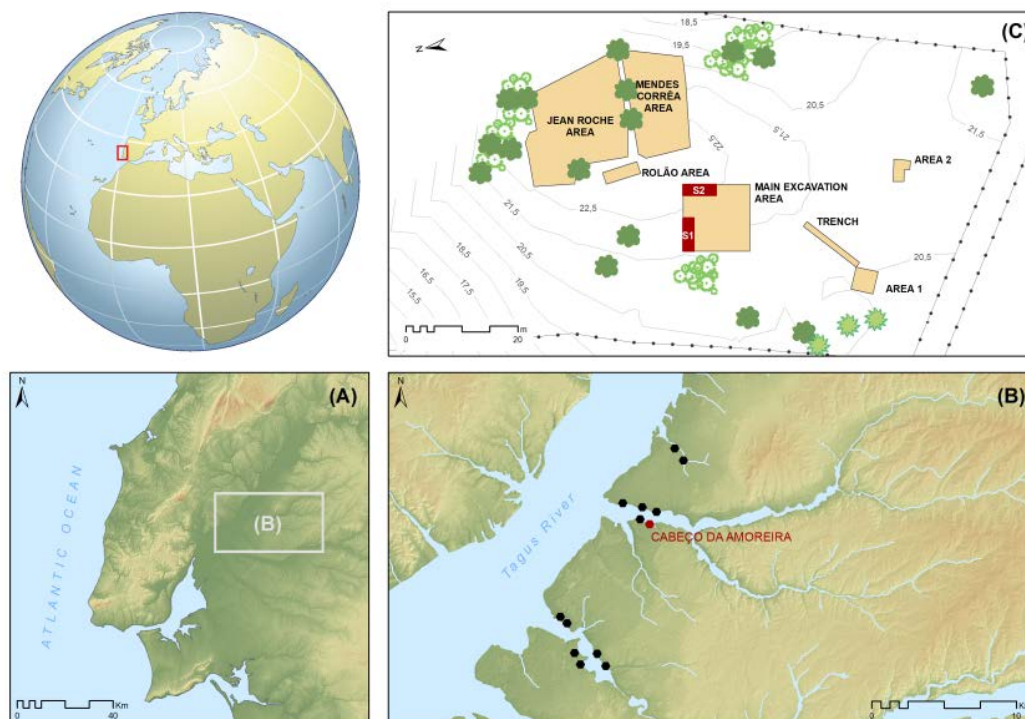 (C)
N
18,5
19,5
20,5
21,5
22,5
21,5
MENDES
CORRÊA
AREA
JEAN ROCHE
AREA
ROLÃO AREA
AREA 2
S2
MAIN EXCAVATION
AREA
TRENCH
S1
22,5
21,5
20,5
19,5
18,5
17,5
16,5
15,5
20,5
AREA 1
0
20
m
N
(A)
ATLANTIC OCEAN
(B)
0
40
Km
N
(B)
Tagus River
CABEÇO DA AMOREIRA
0
10